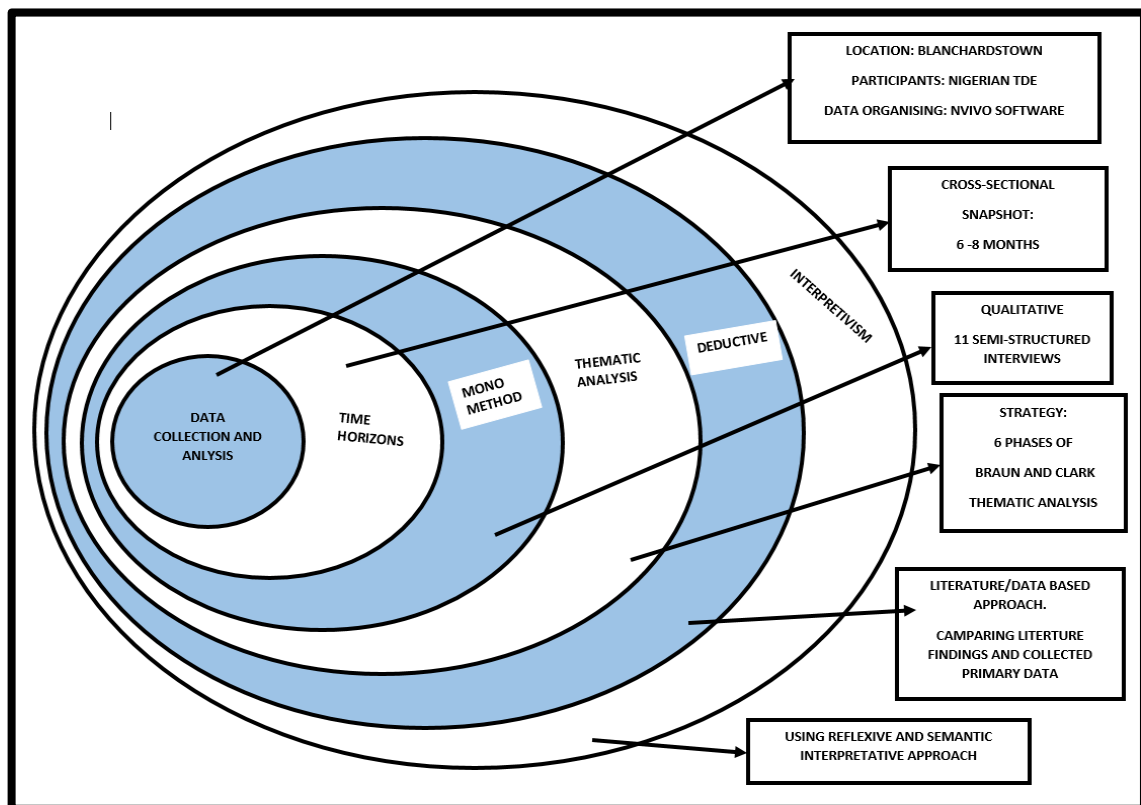 LOCATION: BLANCHARDSTOWN
PARTICIPANTS: NIGERIAN TDE
DATA ORGANISING: NVIVO SOFTWARE
CROSS-SECTIONAL
SNAPSHOT:
6 -8 MONTHS
INTERPRETIVISM
QUALITATIVE
11 SEMI-STRUCTURED
INTERVIEWS
DEDUCTIVE
THEMATIC
ANALYSIS
MONO
METHOD
TIME
HORIZONS
DATA
COLLECTION AND
ANLYSIS
STRATEGY:
6 PHASES OF
BRAUN AND CLARK
THEMATIC ANALYSIS
LITERATURE/DATA BASED
APPROACH.
CAMPARING LITERTURE
FINDINGS AND COLLECTED
PRIMARY DATA
USING REFLEXIVE AND SEMANTIC
INTERPRETATIVE APPROACH